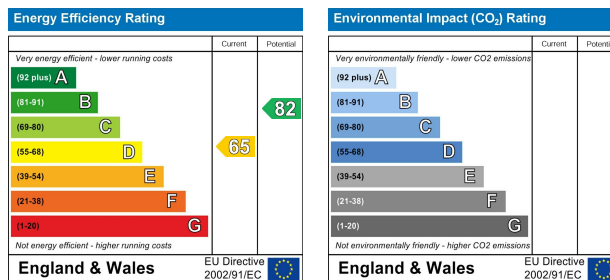 Energy Efficiency Rating
Current Potential
Very energy efficient - lower running costs
(92 plus) A
(81-91) B
82
(69-80) C
(55-68) D
65
(39-54) E
(21-38) F
(1-20) G
Not energy efficient - higher running costs
England & Wales
EU Directive
2002/91/EC
Environmental Impact (CO₂) Rating
Current Potential
Very environmentally friendly - lower CO2 emissions
(92 plus) A
(81-91) B
(69-80) C
(55-68) D
(39-54) E
(21-38) F
(1-20) G
Not environmentally friendly - higher CO2 emissions
England & Wales
EU Directive
2002/91/EC